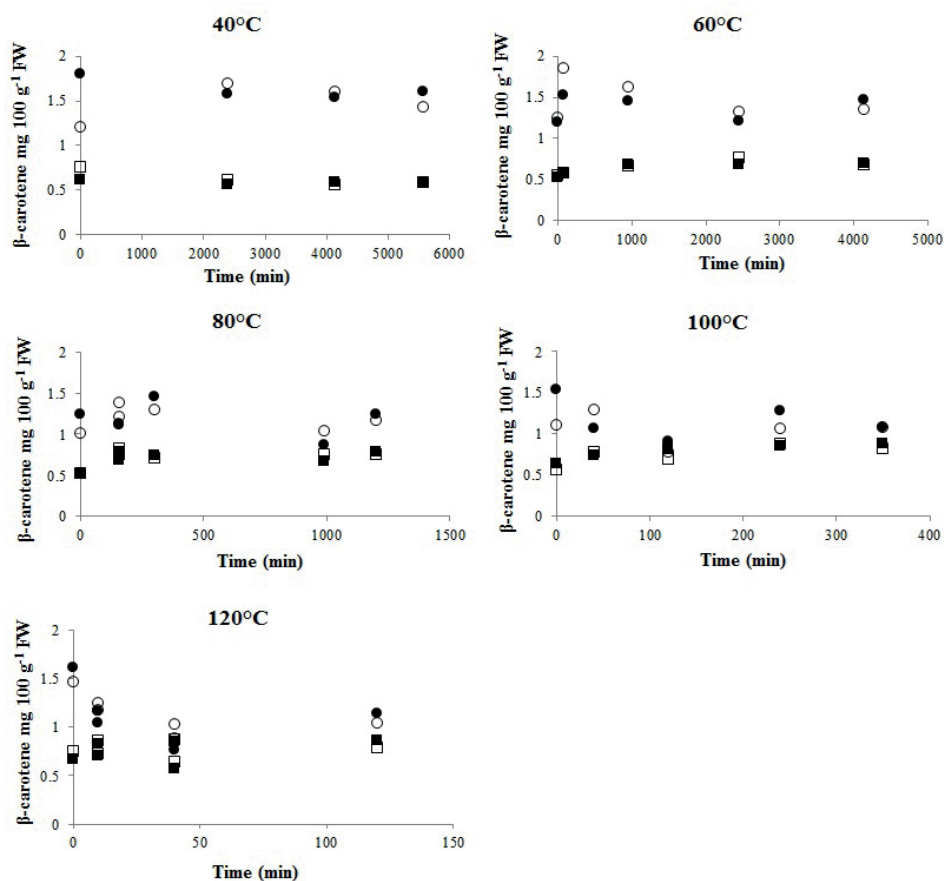 40°C
β-carotene mg 100 g⁻¹ FW
2
1.5
1
0.5
0
0 1000 2000 3000 4000 5000 6000
Time (min)
60°C
β-carotene mg 100 g⁻¹ FW
2
1.5
1
0.5
0
0 1000 2000 3000 4000 5000
Time (min)
80°C
β-carotene mg 100 g⁻¹ FW
2
1.5
1
0.5
0
0 500 1000 1500
Time (min)
100°C
β-carotene mg 100 g⁻¹ FW
2
1.5
1
0.5
0
0 100 200 300 400
Time (min)
120°C
β-carotene mg 100 g⁻¹ FW
2
1.5
1
0.5
0
0 50 100 150
Time (min)